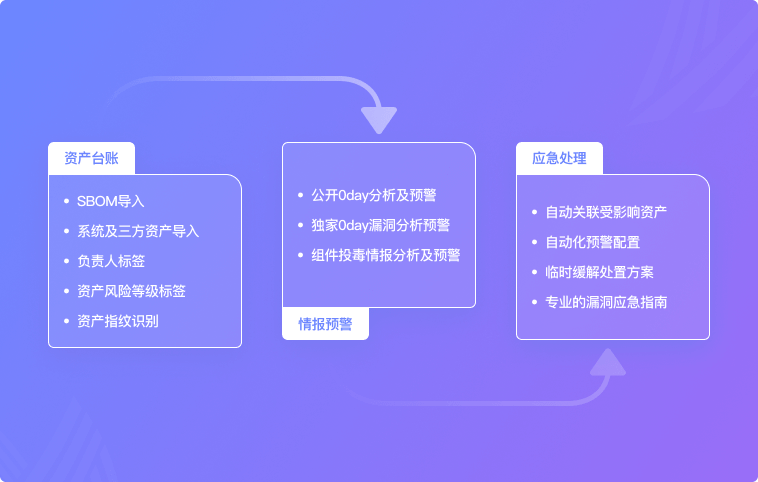 资产台账
SBOM导入
系统及三方资产导入
负责人标签
资产风险等级标签
资产指纹识别
公开0day分析及预警
独家0day漏洞分析预警
组件投毒情报分析及预警
情报预警
应急处理
自动关联受影响资产
自动化预警配置
临时缓解处置方案
专业的漏洞应急指南